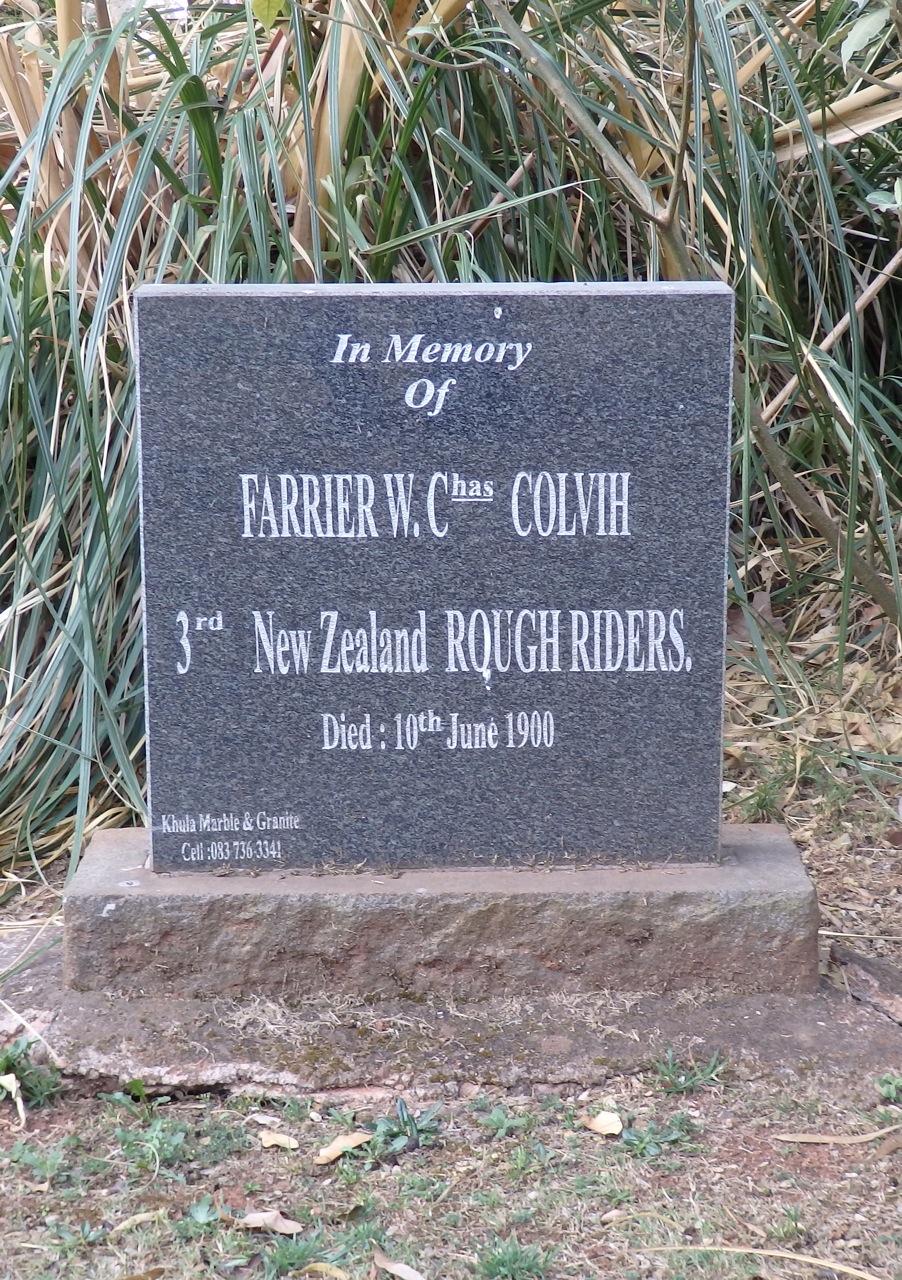 In Memory
Of
FARRIER W. Chas COLVIH
3rd New Zealand ROUGH RIDERS.
Died : 10th June 1900
Khula Marble & Granite
Cell :083 736-3341